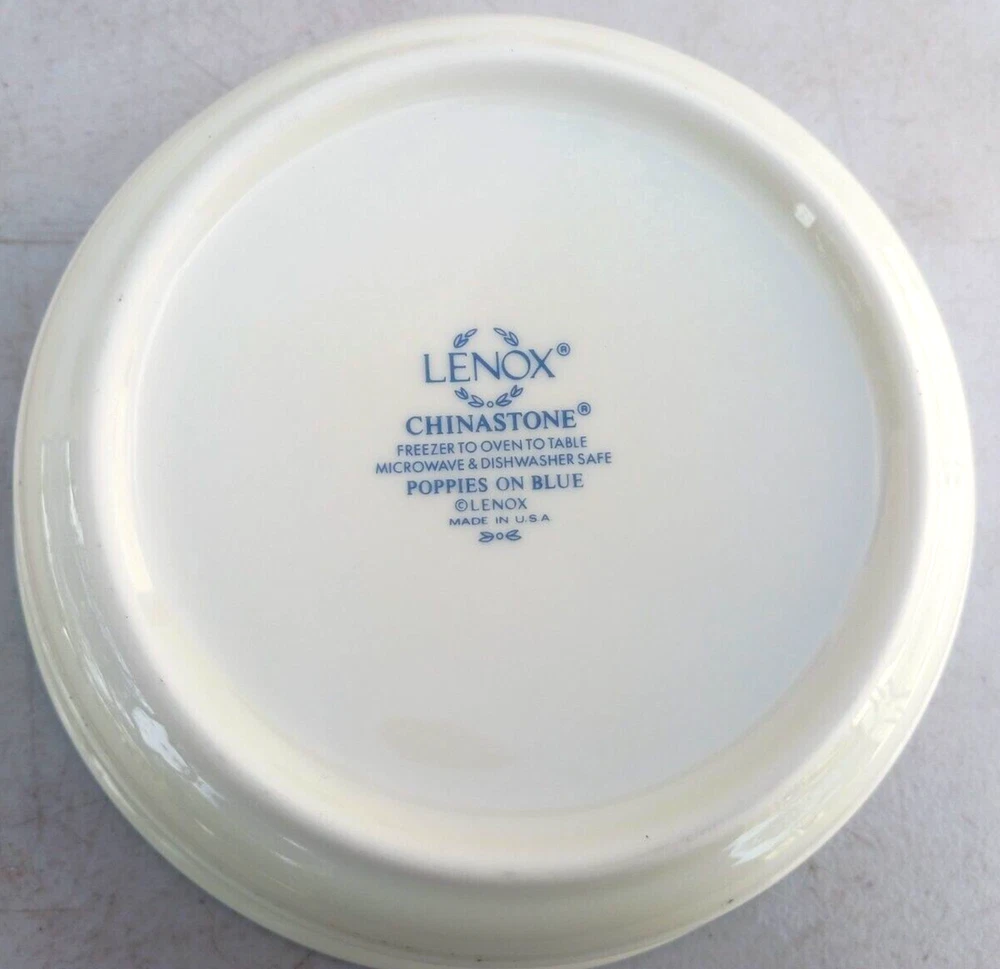 LENOX®
CHINASTONE®
FREEZER TO OVEN TO TABLE
MICROWAVE & DISHWASHER SAFE
POPPIES ON BLUE
©LENOX
MADE IN U.S.A